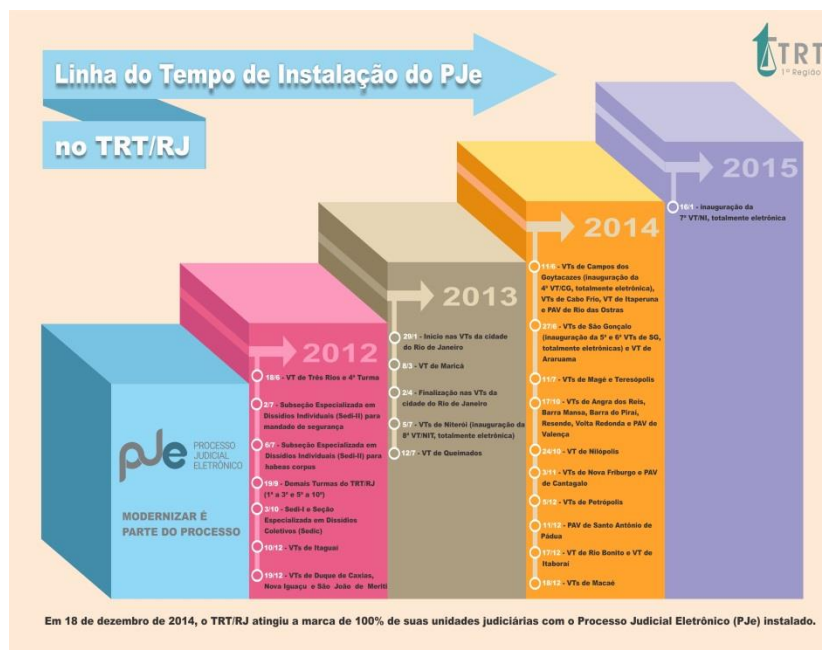 Linha do Tempo de Instalação do PJe
no TRT/RJ
TRT
1ª Região
pje PROCESSO
JUDICIAL
ELETRÔNICO
MODERNIZAR É
PARTE DO PROCESSO
2012
18/6 - VT de Três Rios e 4ª Turma
2/7 - Subseção Especializada em
Dissídios Individuais (Sedi-II) para
mandado de segurança
6/7 - Subseção Especializada em
Dissídios Individuais (Sedi-II) para
habeas corpus
19/9 - Demais Turmas do TRT/RJ
(1ª a 3ª e 5ª a 10ª)
3/10 - Sedi-I e Seção
Especializada em Dissídios
Coletivos (Sedic)
10/12 - VTs de Itaguaí
19/12 - VTs de Duque de Caxias,
Nova Iguaçu e São João de Meriti
2013
29/1 - Início nas VTs da cidade
do Rio de Janeiro
8/3 - VT de Maricá
2/4 - Finalização nas VTs da
cidade do Rio de Janeiro
5/7 - VTs de Niterói (inauguração da
8ª VT/NIT, totalmente eletrônica)
12/7 - VT de Queimados
2014
11/6 - VTs de Campos dos
Goytacazes (inauguração da
4ª VT/CG, totalmente eletrônica),
VTs de Cabo Frio, VT de Itaperuna
e PAV de Rio das Ostras
27/6 - VTs de São Gonçalo
(inauguração da 5ª e 6ª VTs de SG,
totalmente eletrônicas) e VT de
Araruama
11/7 - VTs de Magé e Teresópolis
17/10 - VTs de Angra dos Reis,
Barra Mansa, Barra do Piraí,
Resende, Volta Redonda e PAV de
Valença
24/10 - VT de Nilópolis
3/11 - VTs de Nova Friburgo e PAV
de Cantagalo
5/12 - VTs de Petrópolis
11/12 - PAV de Santo Antônio de
Pádua
17/12 - VT de Rio Bonito e VT de
Itaboraí
18/12 - VTs de Macaé
2015
16/1 - inauguração da
7ª VT/NI, totalmente eletrônica
Em 18 de dezembro de 2014, o TRT/RJ atingiu a marca de 100% de suas unidades judiciárias com o Processo Judicial Eletrônico (PJe) instalado.